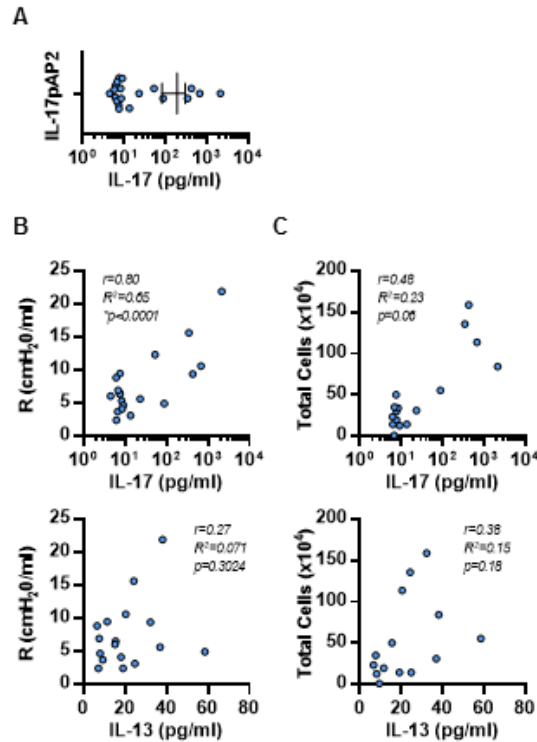 A
IL-17pAP2
10⁰ 10¹ 10² 10³ 10⁴
IL-17 (pg/ml)
B
C
R (cmH₂0/ml)
25
20
15
10
5
0
r=0.80
R²=0.65
*p<0.0001
10⁰ 10¹ 10² 10³ 10⁴
IL-17 (pg/ml)
Total Cells (x10⁴)
200
150
100
50
0
r=0.48
R²=0.23
p=0.06
10⁰ 10¹ 10² 10³ 10⁴
IL-17 (pg/ml)
R (cmH₂0/ml)
25
20
15
10
5
0
r=0.27
R²=0.071
p=0.3024
0 20 40 60 80
IL-13 (pg/ml)
Total Cells (x10⁴)
200
150
100
50
0
r=0.38
R²=0.15
p=0.18
0 20 40 60 80
IL-13 (pg/ml)